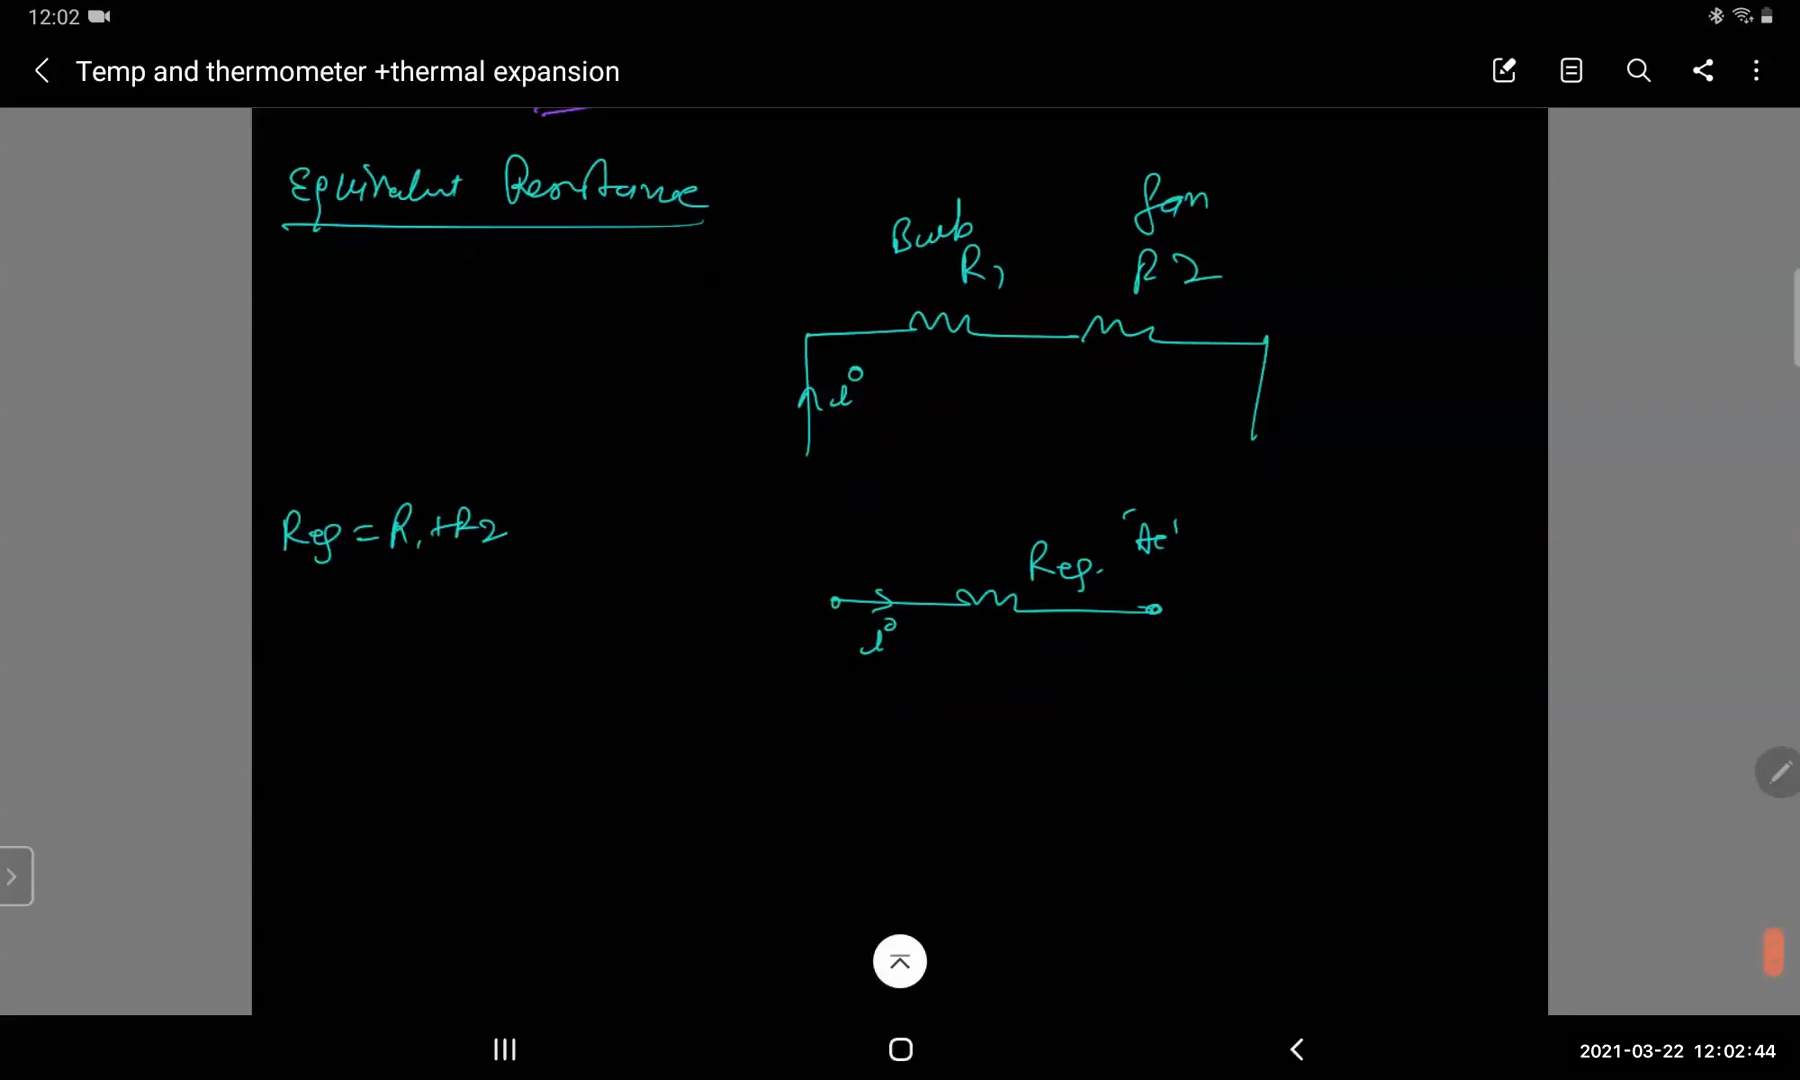 12:02
Temp and thermometer +thermal expansion
Equivalent Resistance
Bulb
fan
R1
R2
i
Req = R1 + R2
Req.
'Ac'
i
2021-03-22 12:02:44